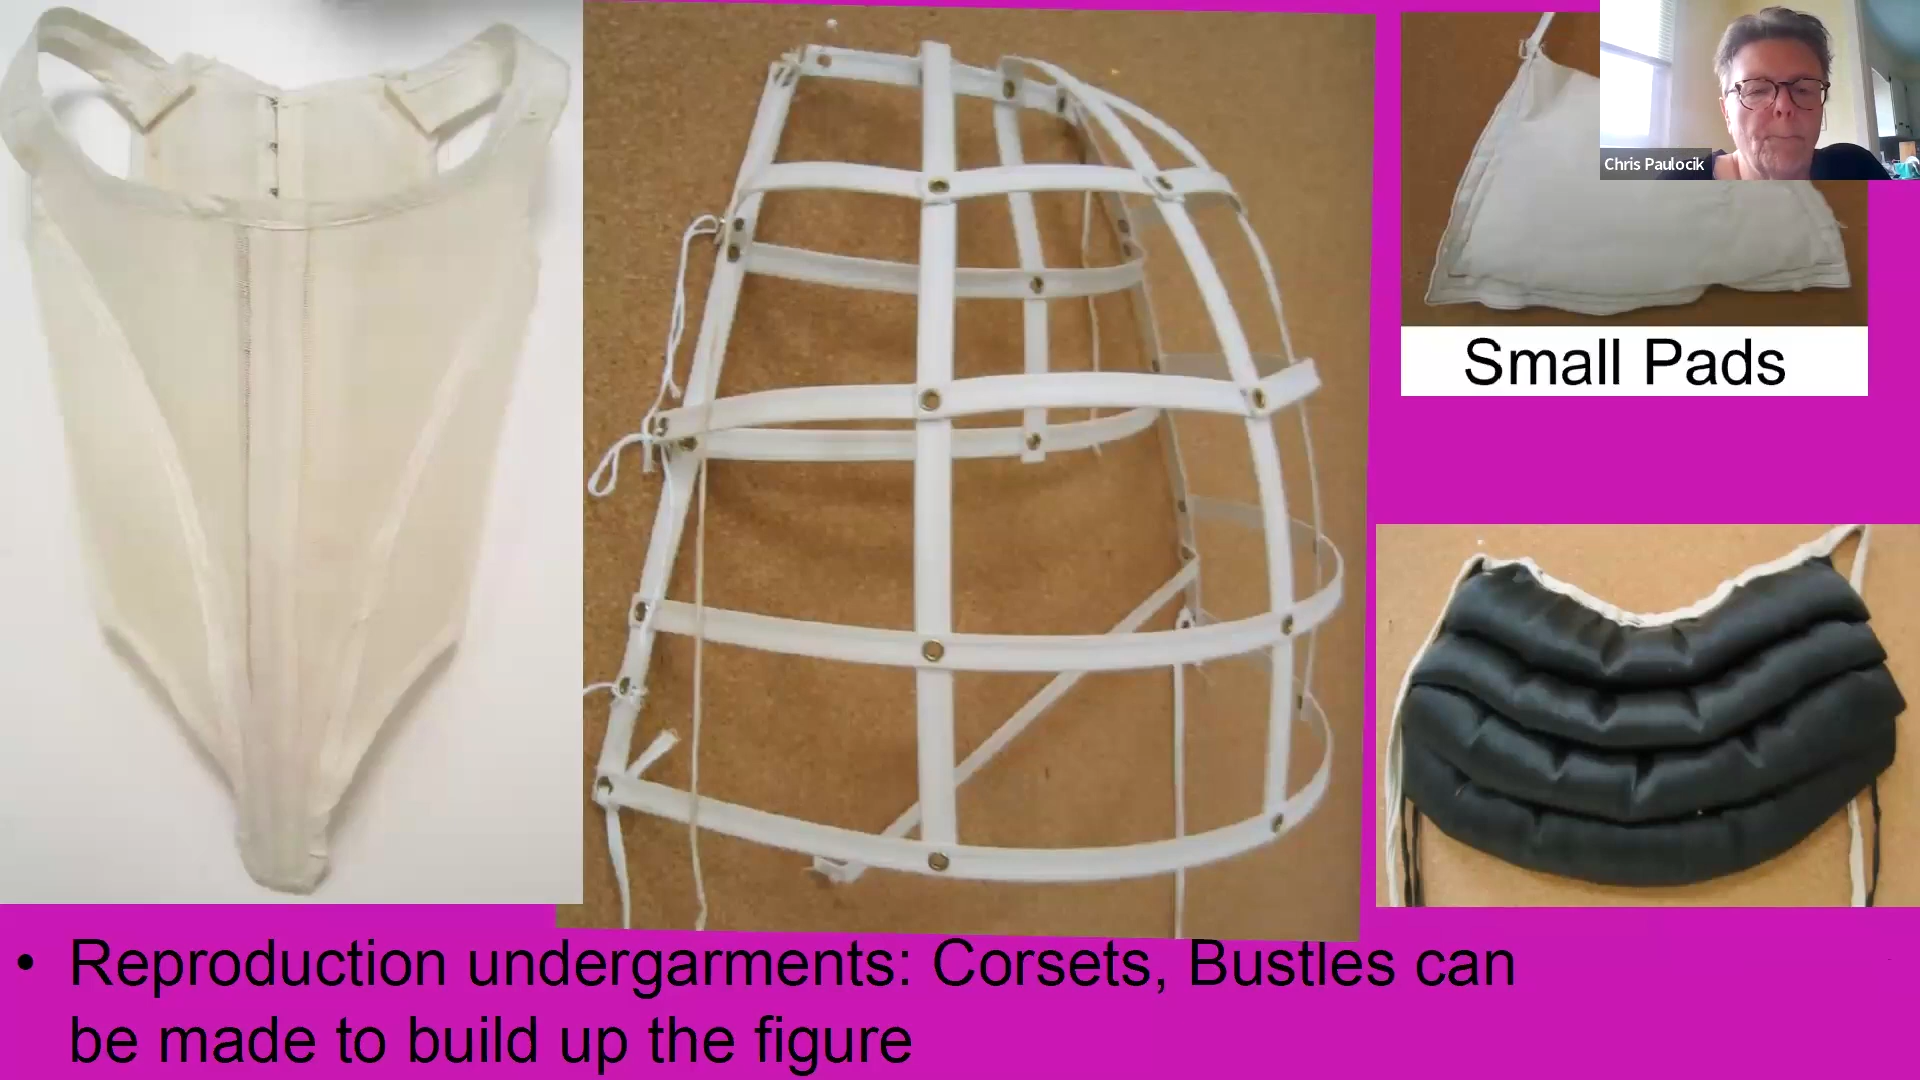 Chris Paulocik
Small Pads
• Reproduction undergarments: Corsets, Bustles can
be made to build up the figure